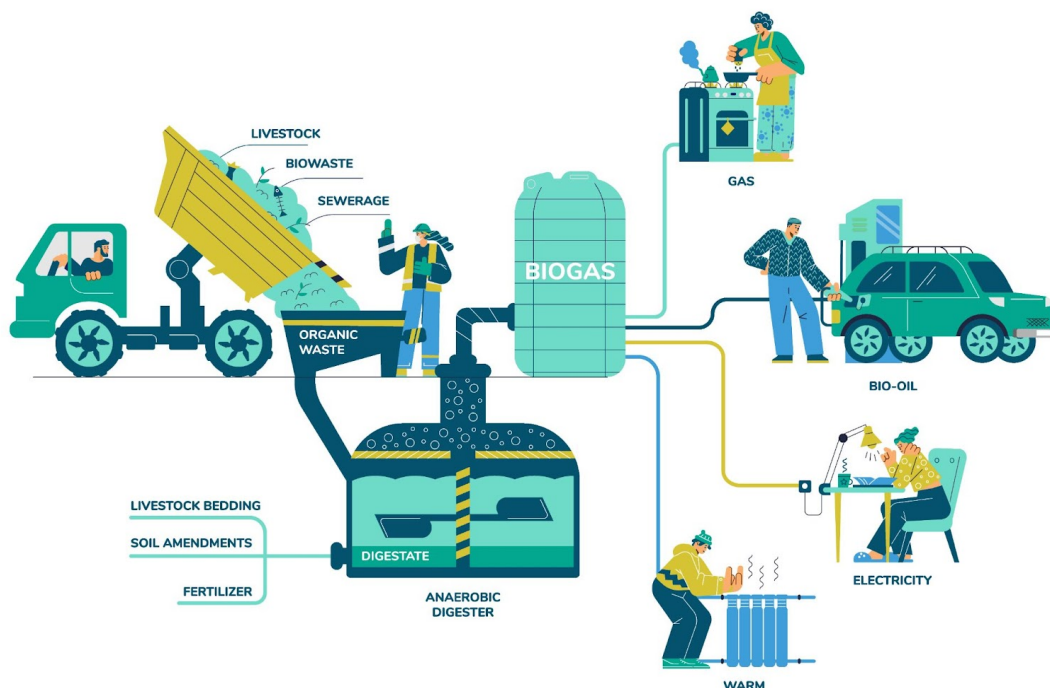 LIVESTOCK
BIOWASTE
SEWERAGE
ORGANIC
WASTE
BIOGAS
GAS
BIO-OIL
ELECTRICITY
WARM
LIVESTOCK BEDDING
SOIL AMENDMENTS
FERTILIZER
DIGESTATE
ANAEROBIC
DIGESTER